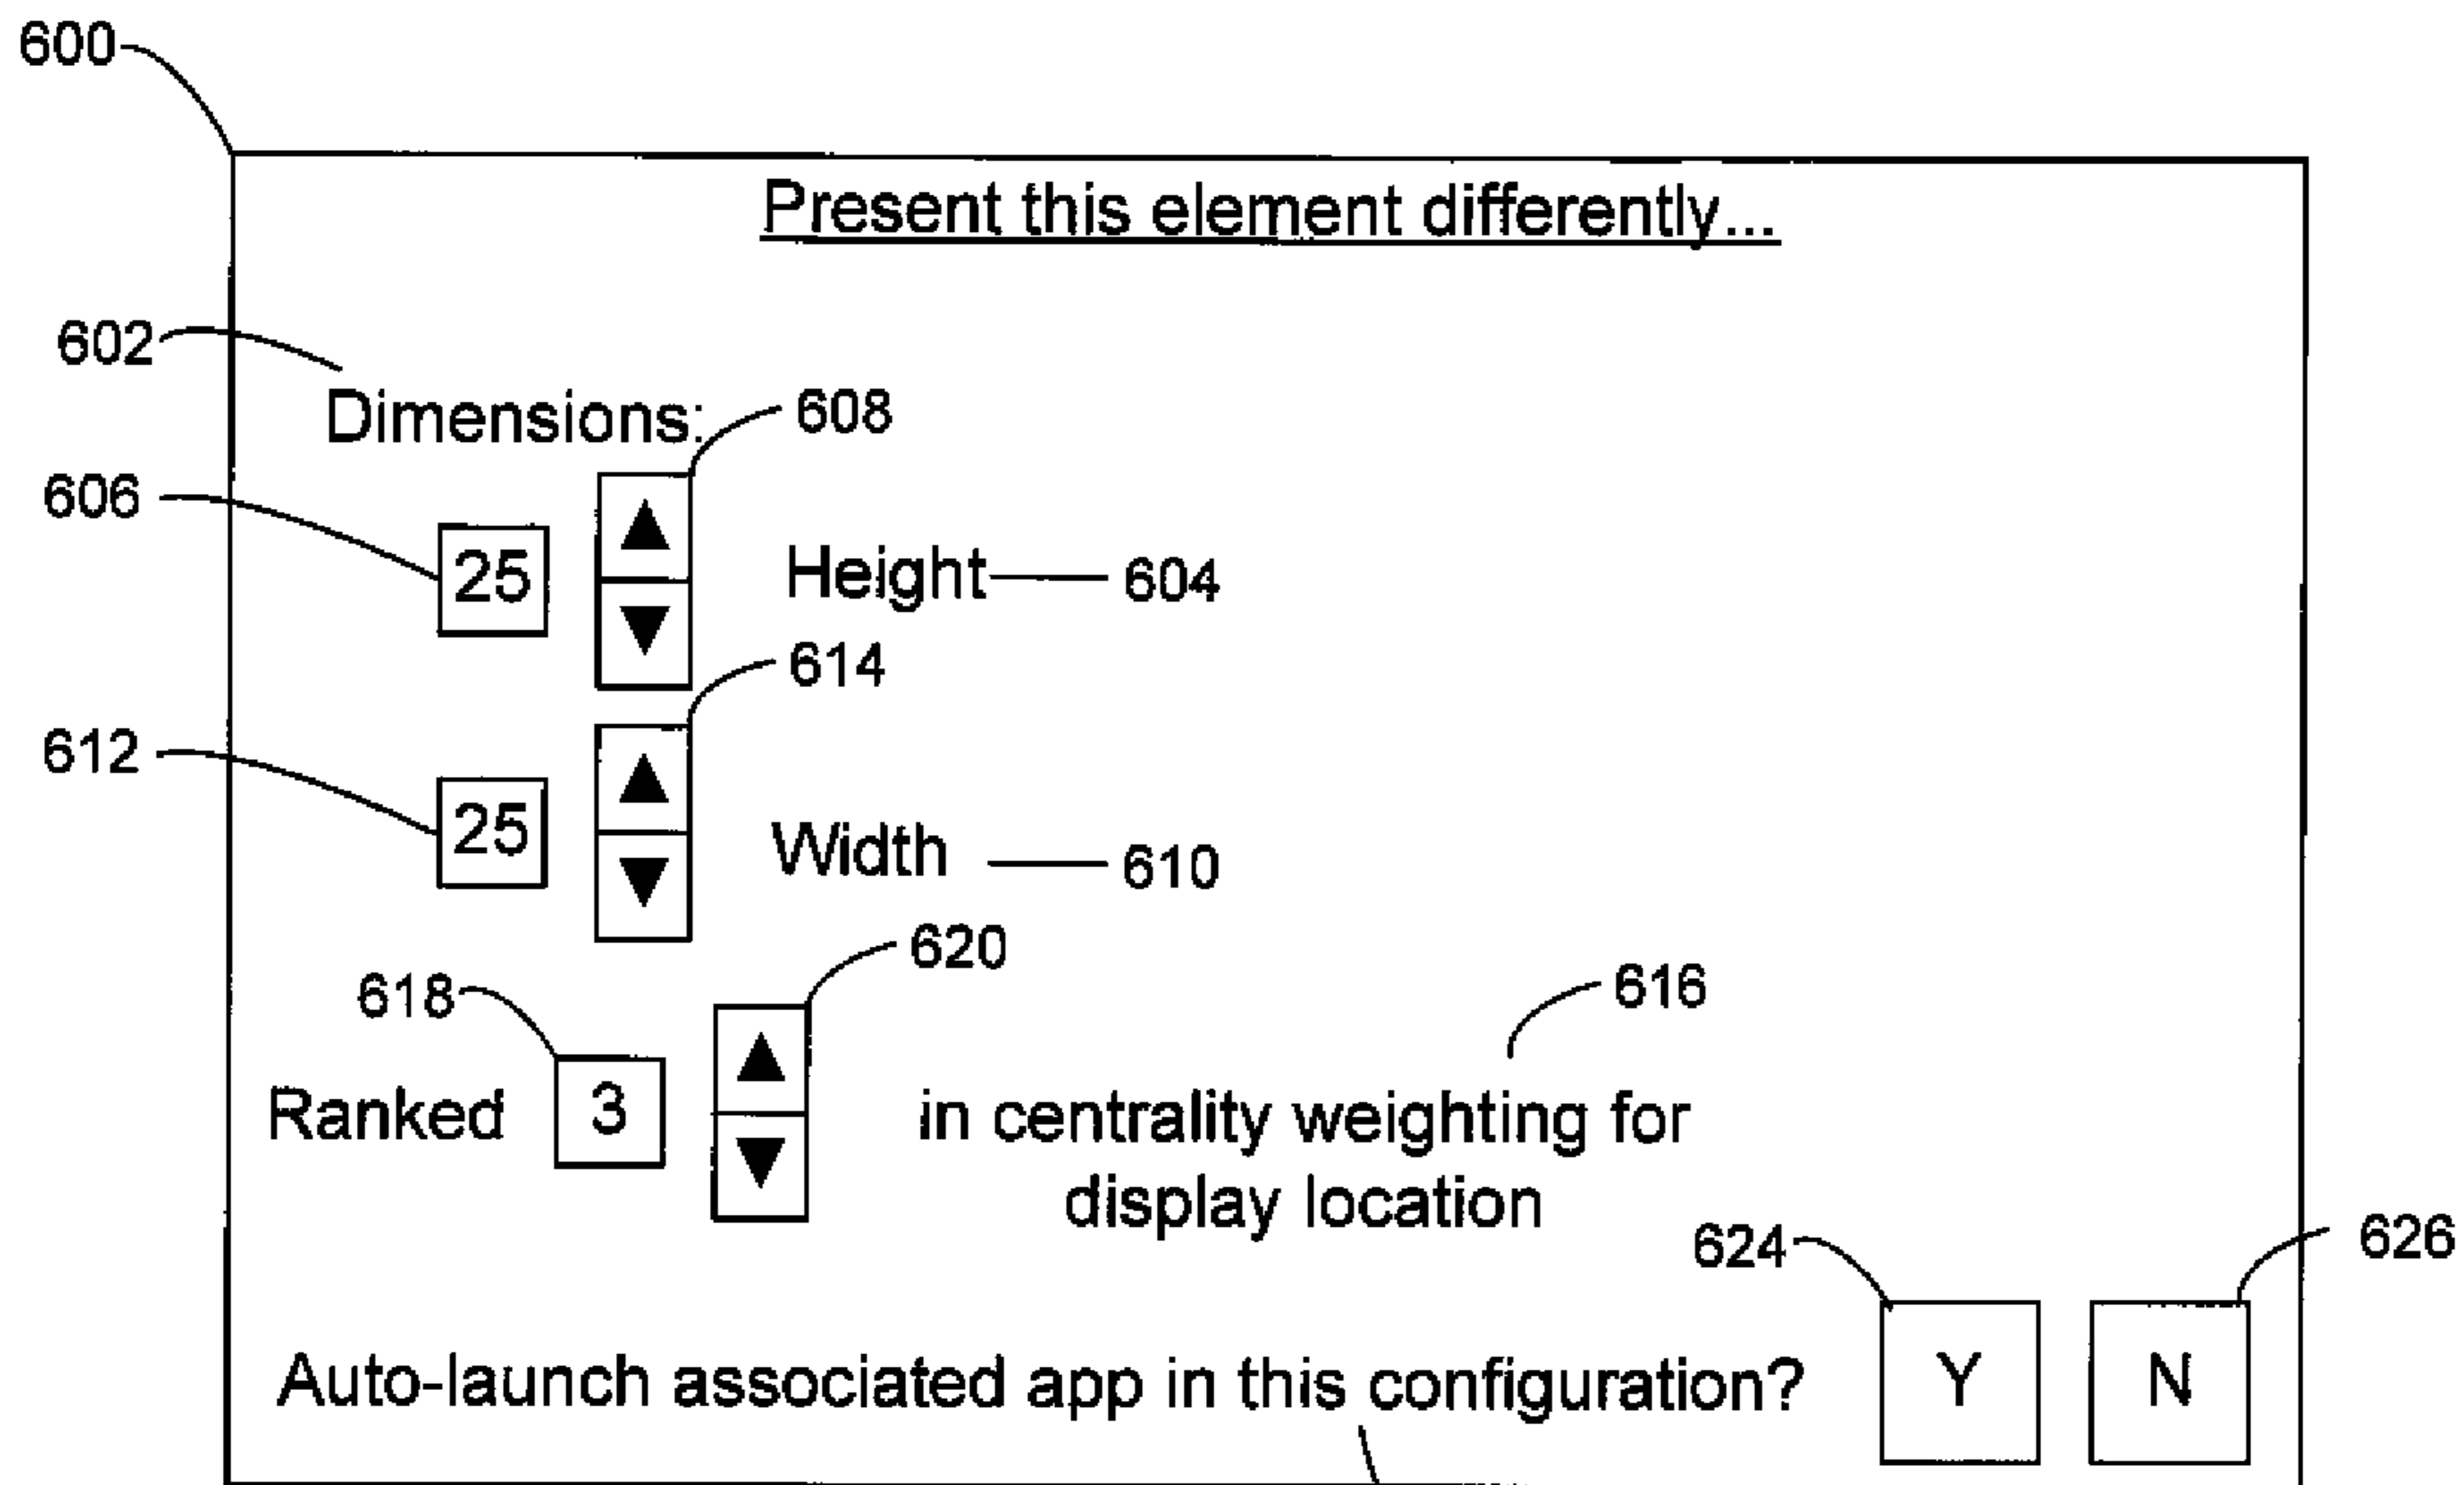 600
Present this element differently...
602
Dimensions:
608
606
25
▲
▼
Height
604
614
612
25
▲
▼
Width
610
620
618
616
Ranked
3
▲
▼
in centrality weighting for
display location
624
626
Auto-launch associated app in this configuration?
Y
N